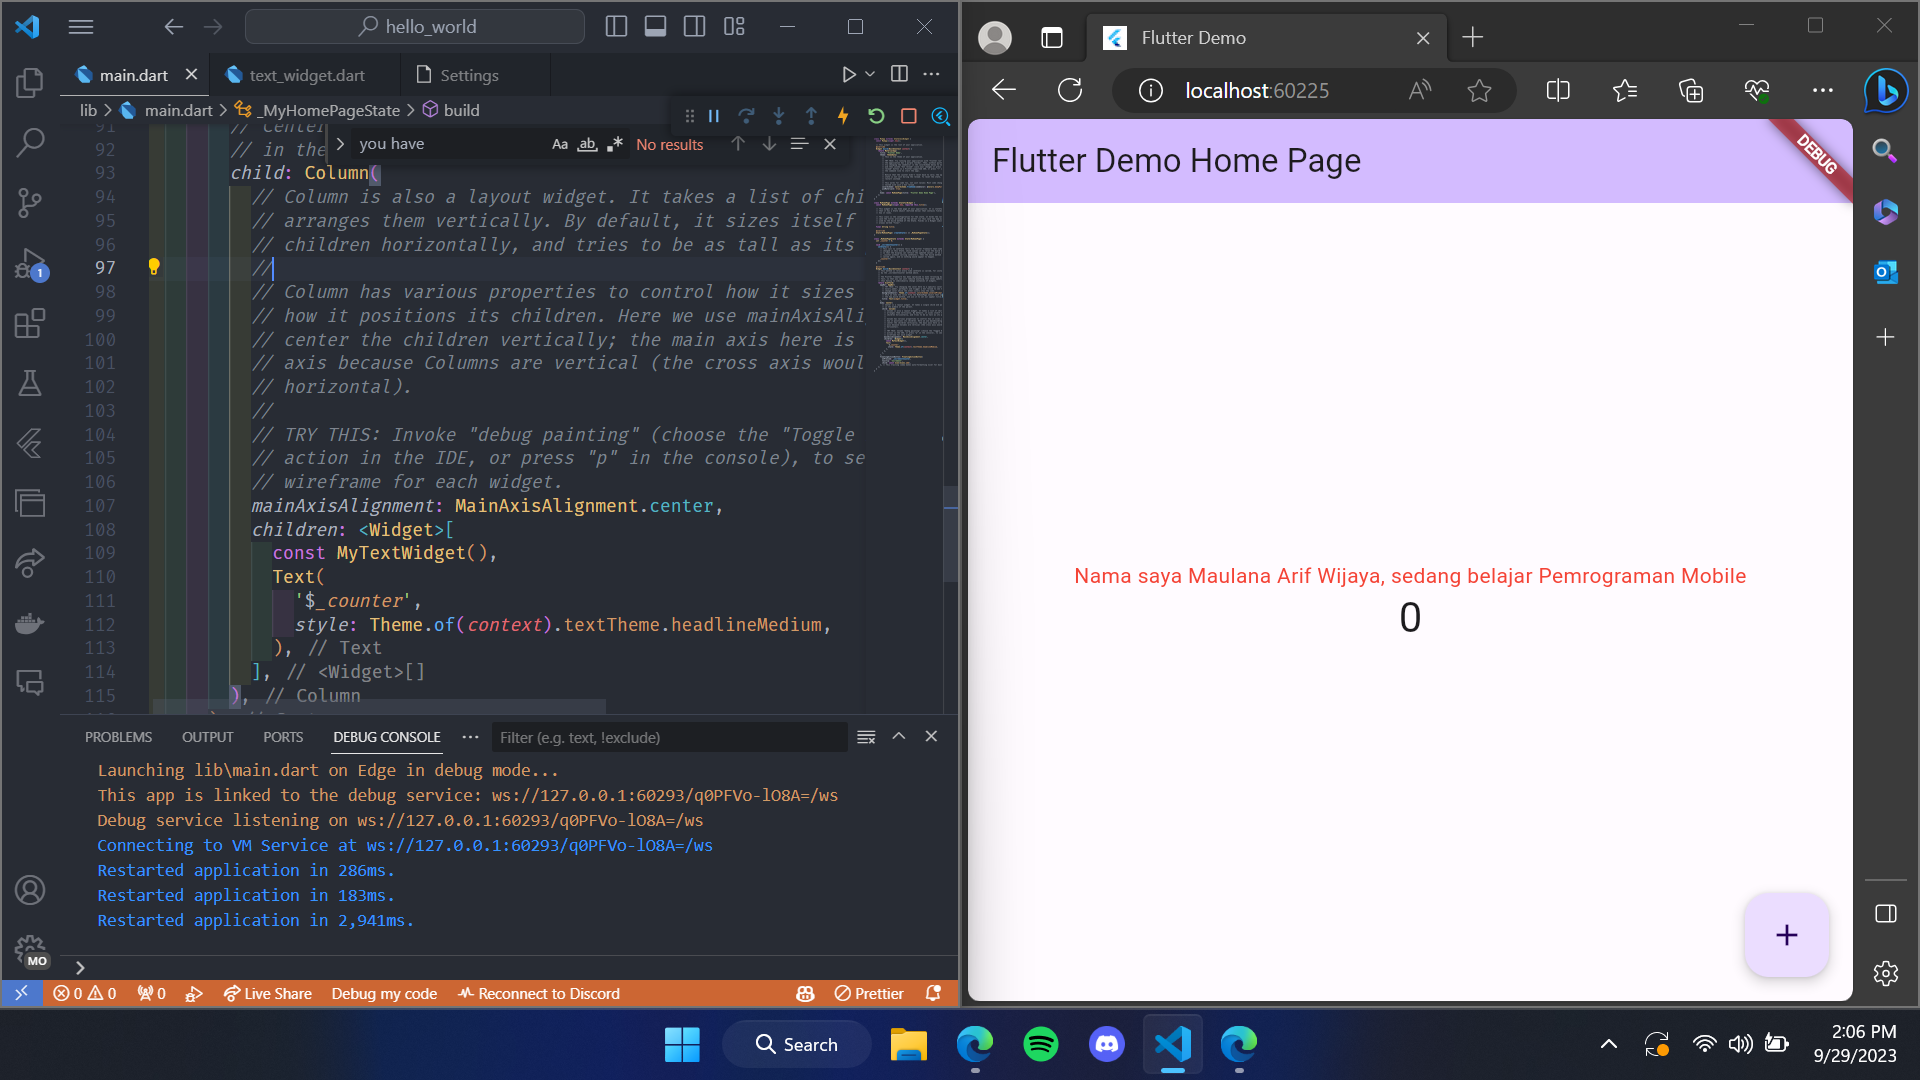 hello_world
main.dart
text_widget.dart
Settings
lib > main.dart > _MyHomePageState > build
you have
Aa ab .* No results
91 // Center
92 // in the
93 child: Column(
94 // Column is also a layout widget. It takes a list of chi
95 // arranges them vertically. By default, it sizes itself
96 // children horizontally, and tries to be as tall as its
97 //
98 // Column has various properties to control how it sizes
99 // how it positions its children. Here we use mainAxisAli
100 // center the children vertically; the main axis here is
101 // axis because Columns are vertical (the cross axis woul
102 // horizontal).
103 //
104 // TRY THIS: Invoke "debug painting" (choose the "Toggle
105 // action in the IDE, or press "p" in the console), to se
106 // wireframe for each widget.
107 mainAxisAlignment: MainAxisAlignment.center,
108 children: <Widget>[
109 const MyTextWidget(),
110 Text(
111 '$_counter',
112 style: Theme.of(context).textTheme.headlineMedium,
113 ), // Text
114 ], // <Widget>[]
115 ), // Column
PROBLEMS OUTPUT PORTS DEBUG CONSOLE ... Filter (e.g. text, !exclude)
Launching lib\main.dart on Edge in debug mode...
This app is linked to the debug service: ws://127.0.0.1:60293/q0PFVo-lO8A=/ws
Debug service listening on ws://127.0.0.1:60293/q0PFVo-lO8A=/ws
Connecting to VM Service at ws://127.0.0.1:60293/q0PFVo-lO8A=/ws
Restarted application in 286ms.
Restarted application in 183ms.
Restarted application in 2,941ms.
1
MO
0 0 0 Live Share Debug my code Reconnect to Discord Prettier
Flutter Demo
localhost:60225
Flutter Demo Home Page
DEBUG
Nama saya Maulana Arif Wijaya, sedang belajar Pemrograman Mobile
0
+
Search
2:06 PM
9/29/2023